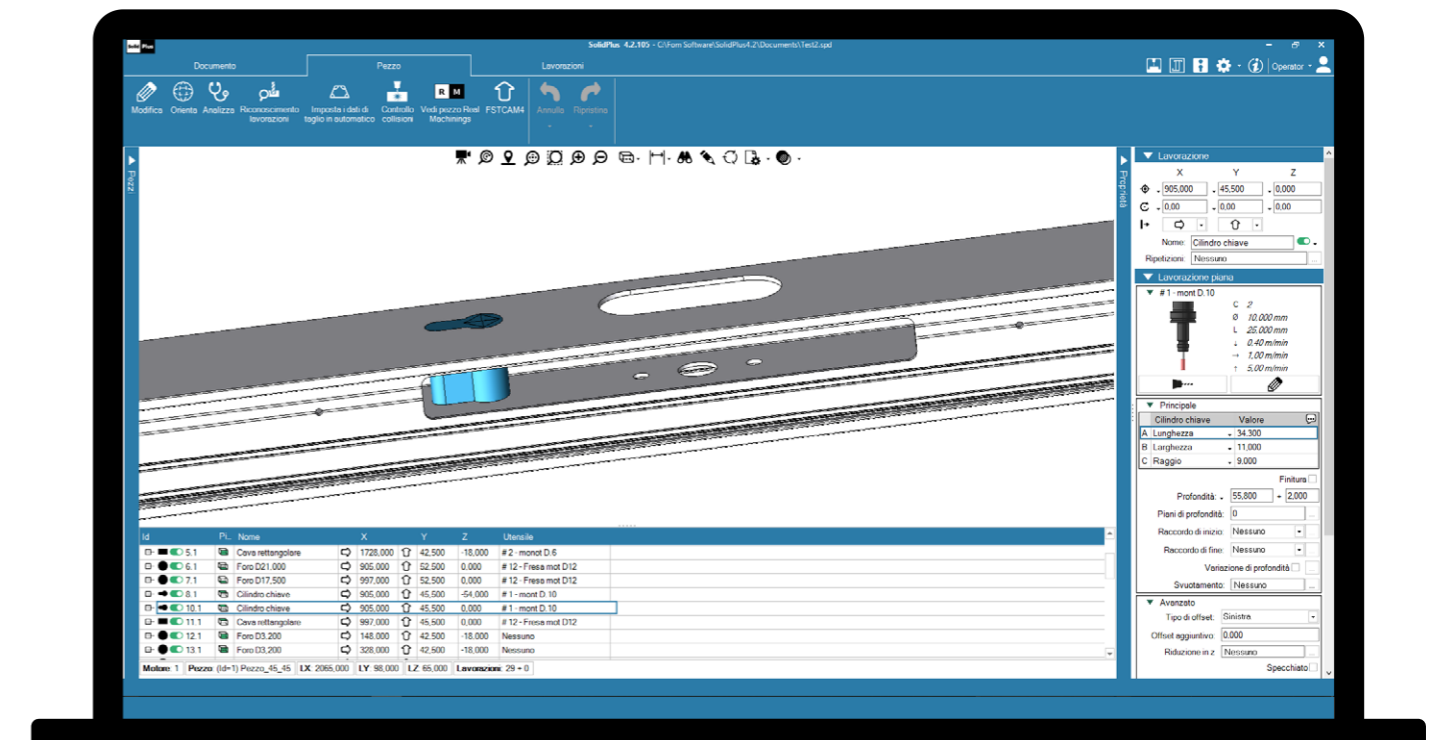 Solid Plus
SolidPlus 4.2.105 - C:\Fom Software\SolidPlus4.2\Documents\Test2.spd
Documento
Pezzo
Lavorazioni
Operator
Modifica
Orienta
Analizza
Riconoscimento lavorazioni
Imposta i dati di taglio in automatico
Controllo collisioni
R M
Vedi pezzo Real Machinings
FSTCAM4
Annulla
Ripristina
Pezzi
Proprietà
Lavorazione
X Y Z
905,000 45,500 0,000
0,00 0,00 0,00
Nome: Cilindro chiave
Ripetizioni: Nessuno
Lavorazione piana
# 1 - mont D.10
C 2
Ø 10.000 mm
L 25.000 mm
↓ 0.40 m/min
→ 1,00 m/min
↑ 5,00 m/min
Principale
Cilindro chiave Valore
A Lunghezza 34.300
B Larghezza 11,000
C Raggio 9.000
Finitura
Profondità: 55,800 + 2,000
Piani di profondità: 0
Raccordo di inizio: Nessuno
Raccordo di fine: Nessuno
Variazione di profondità
Svuotamento: Nessuno
Avanzato
Tipo di offset: Sinistra
Offset aggiuntivo: 0.000
Riduzione in z Nessuno
Specchiato
Id Pi.. Nome X Y Z Utensile
5.1 Cava rettangolare 1728,000 42,500 -18,000 # 2 - monot D.6
6.1 Foro D21.000 905,000 52,500 0,000 # 12 - Fresa mot D12
7.1 Foro D17,500 997,000 52,500 0,000 # 12 - Fresa mot D12
8.1 Cilindro chiave 905,000 45,500 -54,000 # 1 - mont D.10
10.1 Cilindro chiave 905,000 45,500 0,000 # 1 - mont D.10
11.1 Cava rettangolare 997,000 45,500 0,000 # 12 - Fresa mot D12
12.1 Foro D3,200 148,000 42,500 -18,000 Nessuno
13.1 Foro D3,200 328,000 42,500 -18,000 Nessuno
Motore: 1 Pezzo: (Id=1) Pezzo_45_45 LX 2065,000 LY 98,000 LZ 65,000 Lavorazioni: 29 + 0